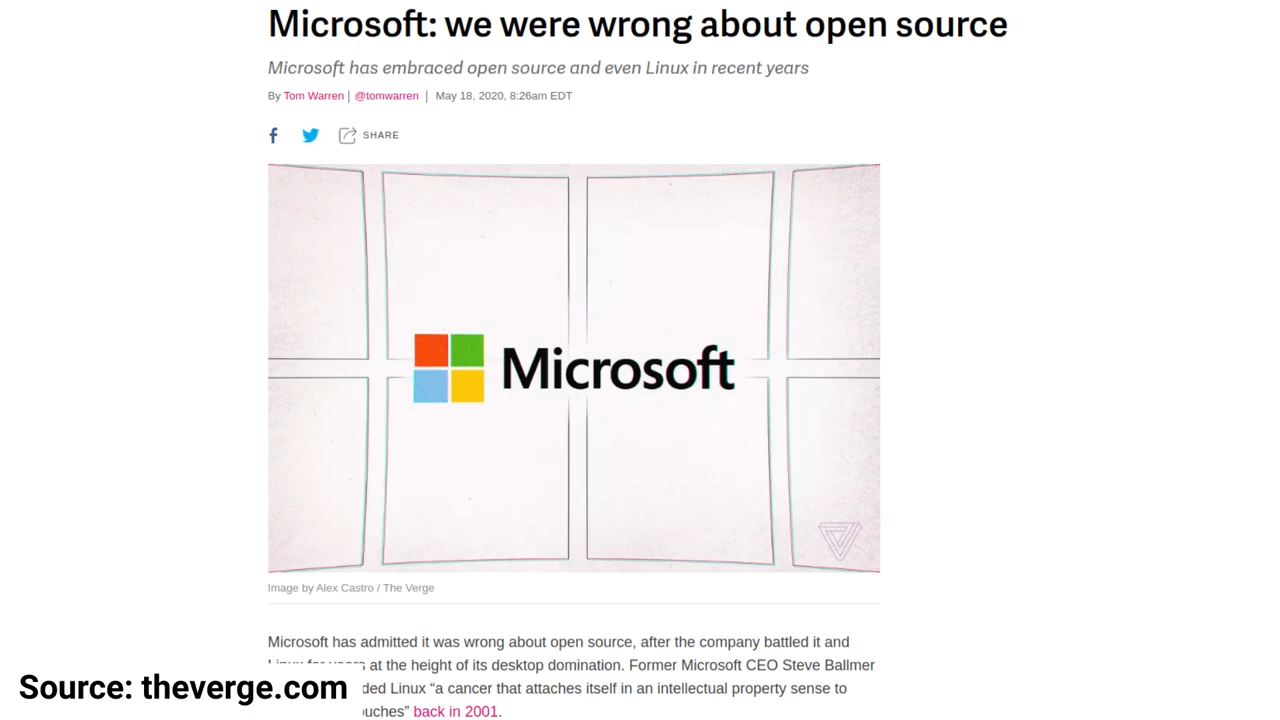 Microsoft: we were wrong about open source
Microsoft has embraced open source and even Linux in recent years
By Tom Warren | @tomwarren | May 18, 2020, 8:26am EDT
SHARE
Microsoft
Image by Alex Castro / The Verge
Microsoft has admitted it was wrong about open source, after the company battled it and
Linux for years at the height of its desktop domination. Former Microsoft CEO Steve Ballmer
Linux “a cancer that attaches itself in an intellectual property sense to
back in 2001.
Source: theverge.com